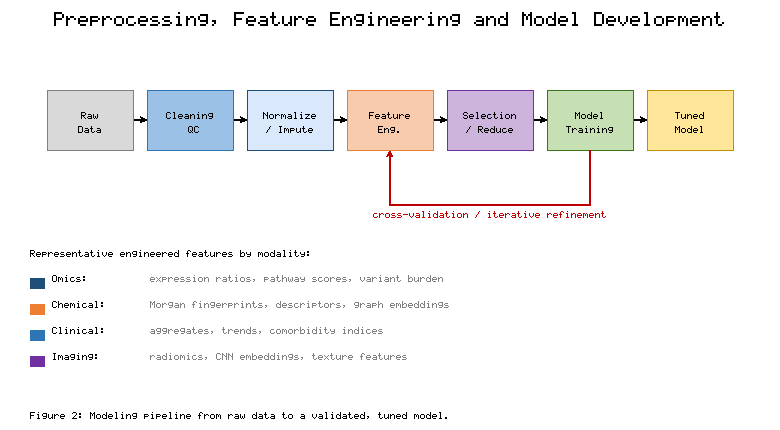 Preprocessing, Feature Engineering and Model Development
Raw
Data
Cleaning
QC
Normalize
/ Impute
Feature
Eng.
Selection
/ Reduce
Model
Training
Tuned
Model
cross-validation / iterative refinement
Representative engineered features by modality:
Omics: expression ratios, pathway scores, variant burden
Chemical: Morgan fingerprints, descriptors, graph embeddings
Clinical: aggregates, trends, comorbidity indices
Imaging: radiomics, CNN embeddings, texture features
Figure 2: Modeling pipeline from raw data to a validated, tuned model.